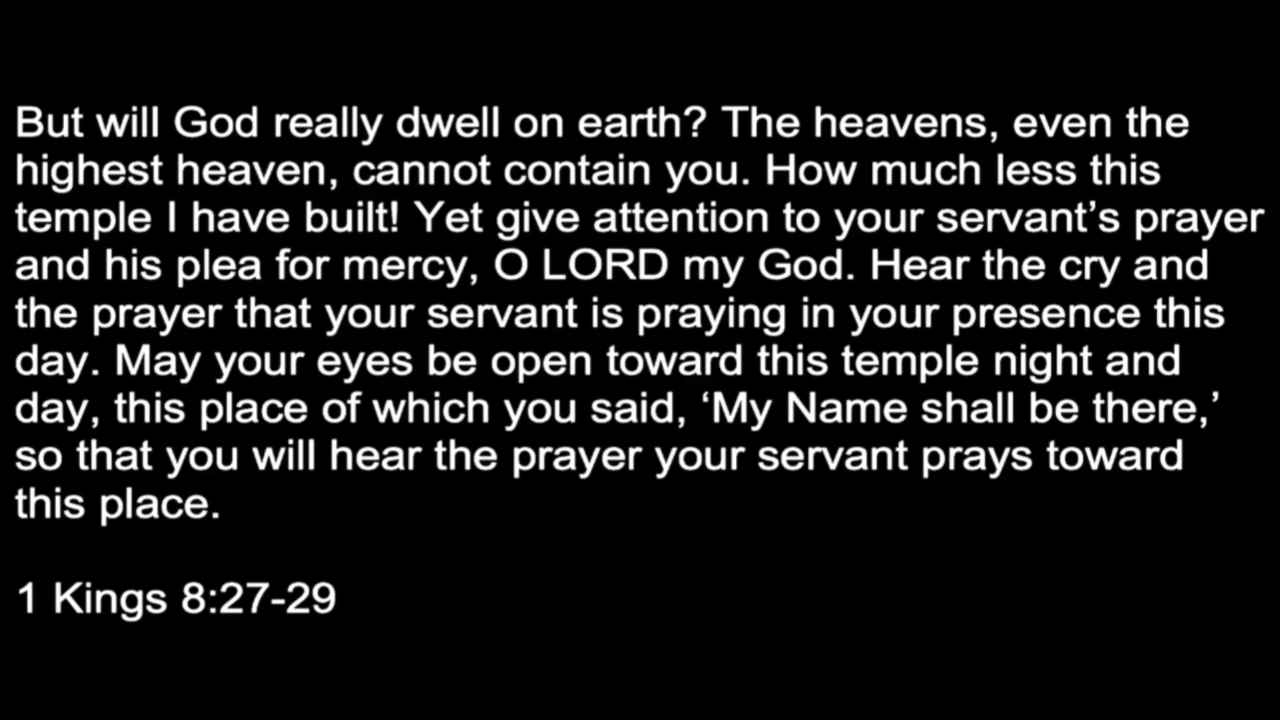 But will God really dwell on earth? The heavens, even the
highest heaven, cannot contain you. How much less this
temple I have built! Yet give attention to your servant’s prayer
and his plea for mercy, O LORD my God. Hear the cry and
the prayer that your servant is praying in your presence this
day. May your eyes be open toward this temple night and
day, this place of which you said, ‘My Name shall be there,’
so that you will hear the prayer your servant prays toward
this place.
1 Kings 8:27-29